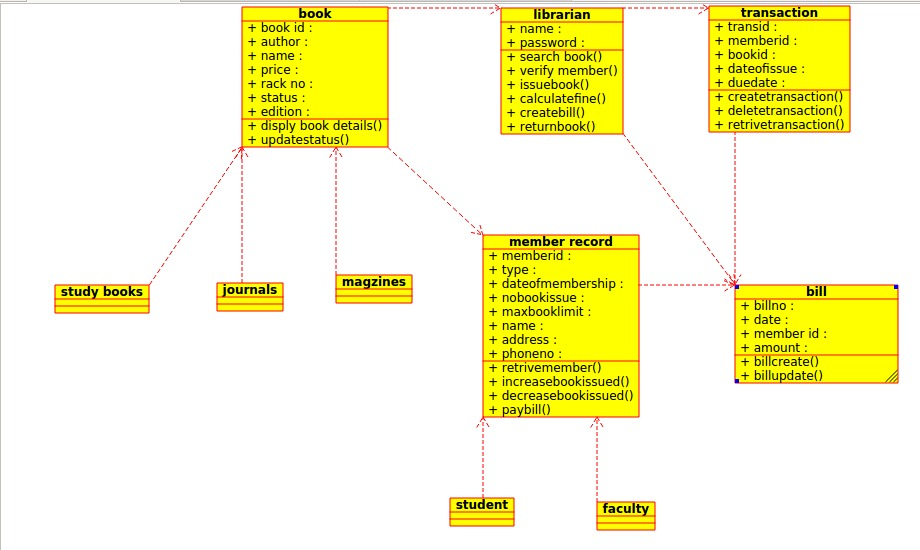 book
+ book id :
+ author :
+ name :
+ price :
+ rack no :
+ status :
+ edition :
+ disply book details()
+ updatestatus()
librarian
+ name :
+ password :
+ search book()
+ verify member()
+ issuebook()
+ calculatefine()
+ createbill()
+ returnbook()
transaction
+ transid :
+ memberid :
+ bookid :
+ dateofissue :
+ duedate :
+ createtransaction()
+ deletetransaction()
+ retrivetransaction()
study books
journals
magzines
member record
+ memberid :
+ type :
+ dateofmembership :
+ nobookissue :
+ maxbooklimit :
+ name :
+ address :
+ phoneno :
+ retrivemember()
+ increasebookissued()
+ decreasebookissued()
+ paybill()
bill
+ billno :
+ date :
+ member id :
+ amount :
+ billcreate()
+ billupdate()
student
faculty